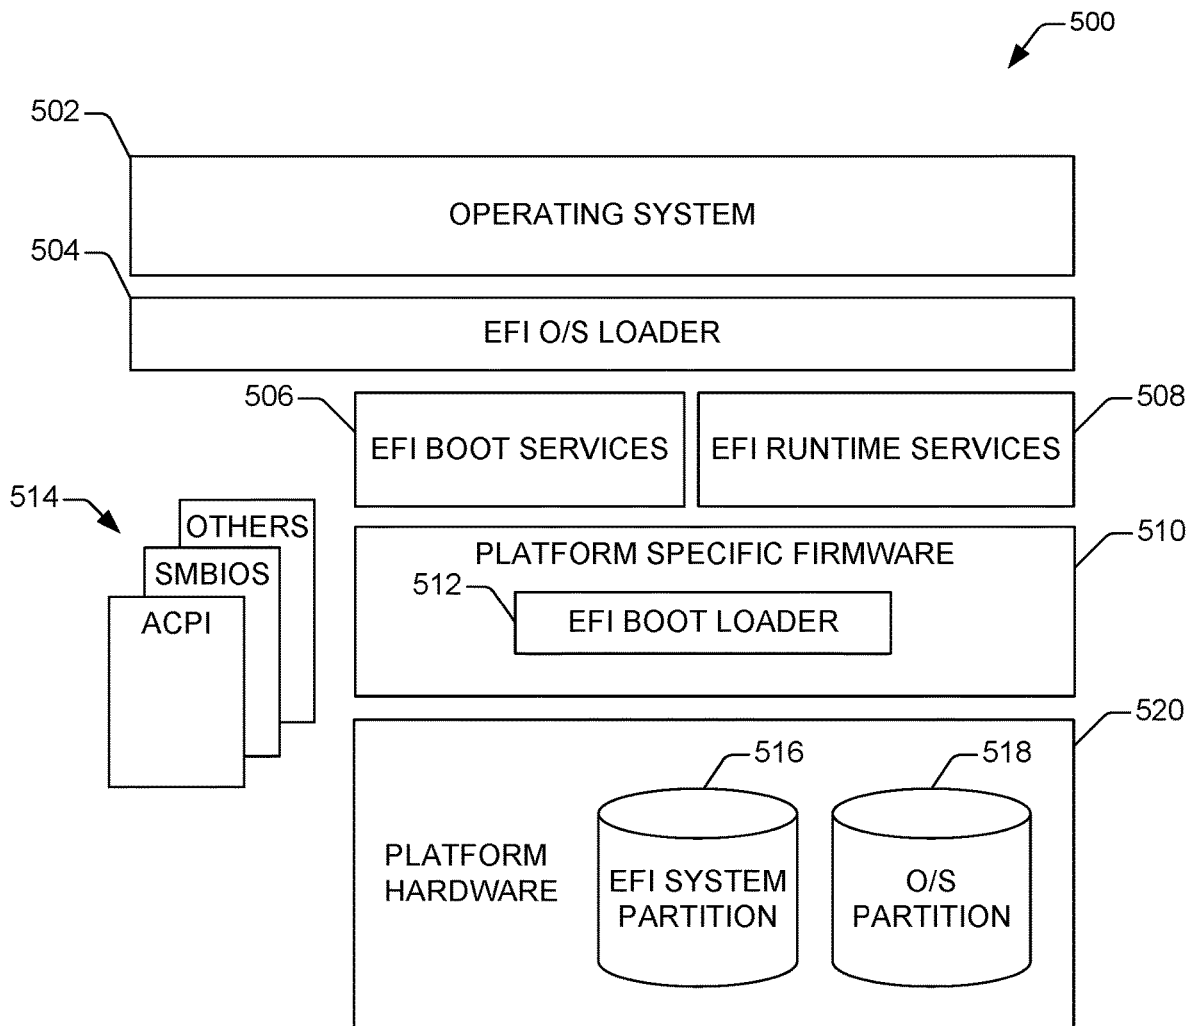 500
502
OPERATING SYSTEM
504
EFI O/S LOADER
506
EFI BOOT SERVICES
508
EFI RUNTIME SERVICES
514
OTHERS
SMBIOS
ACPI
510
PLATFORM SPECIFIC FIRMWARE
512
EFI BOOT LOADER
520
PLATFORM
HARDWARE
516
EFI SYSTEM
PARTITION
518
O/S
PARTITION